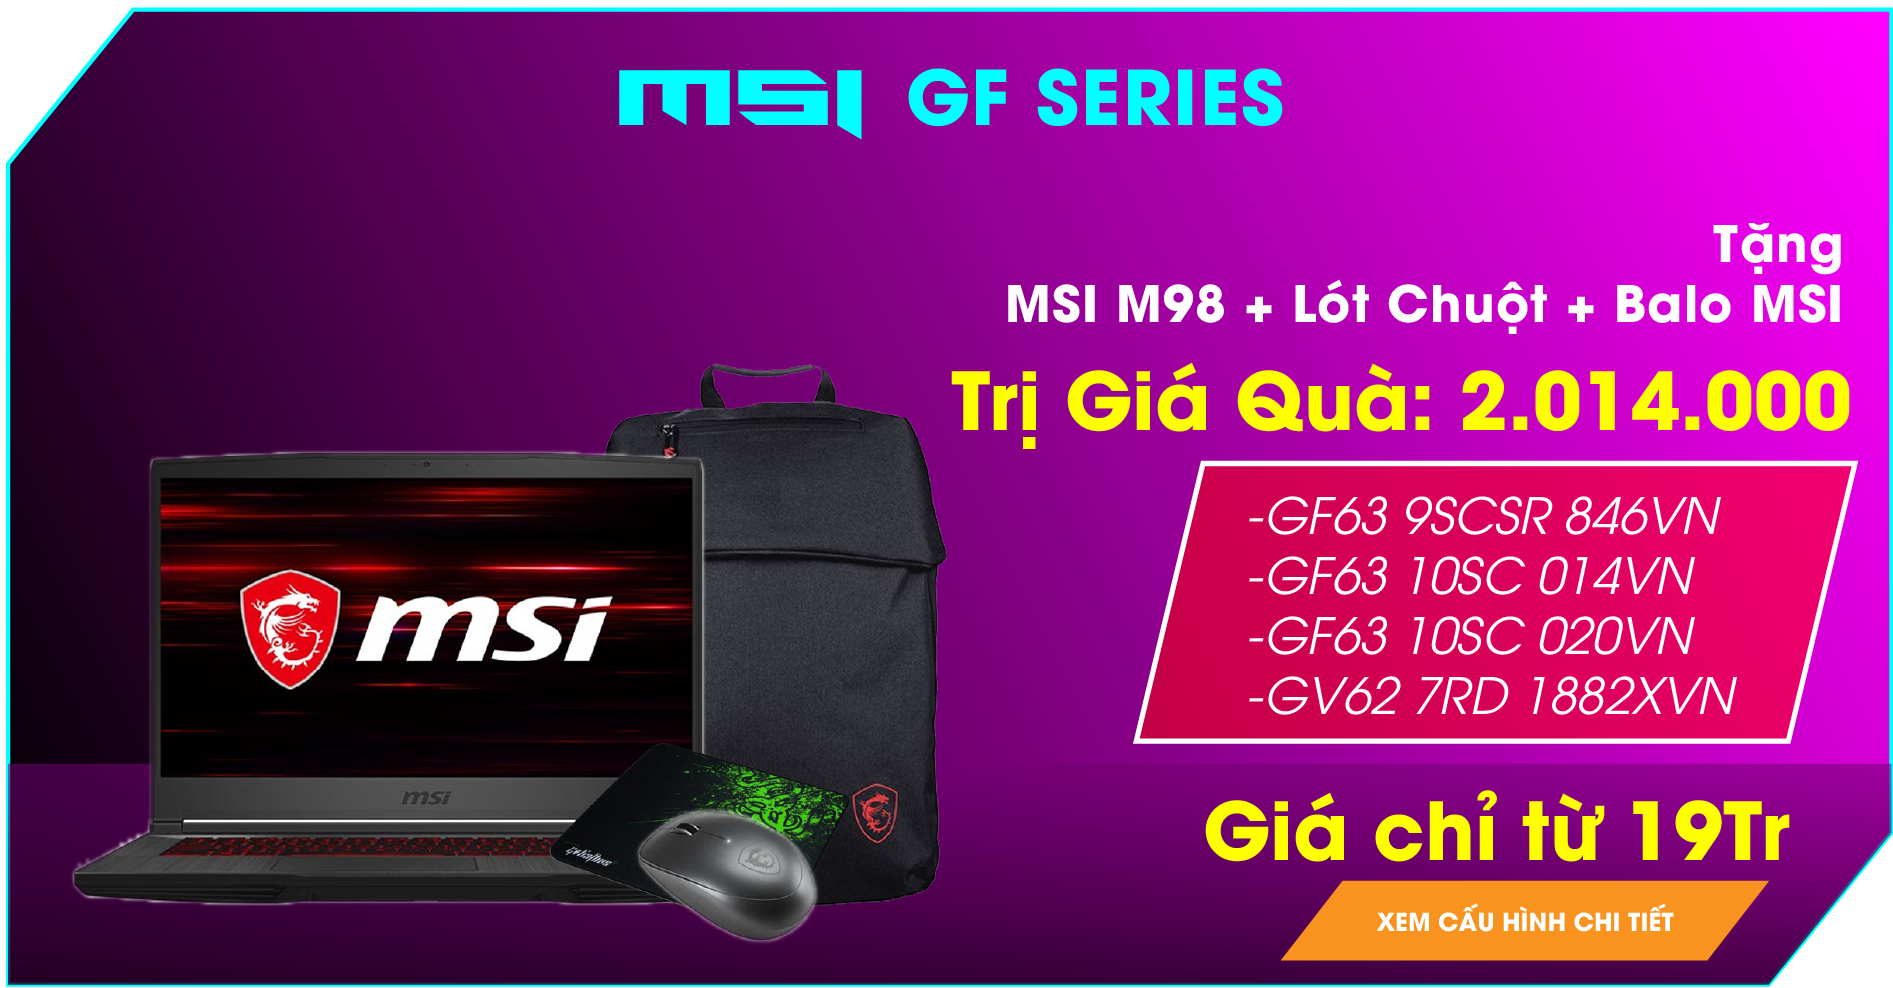 msi GF SERIES
Tặng
MSI M98 + Lót Chuột + Balo MSI
Trị Giá Quà: 2.014.000
-GF63 9SCSR 846VN
-GF63 10SC 014VN
-GF63 10SC 020VN
-GV62 7RD 1882XVN
msi
msi
Giá chỉ từ 19Tr
XEM CẤU HÌNH CHI TIẾT